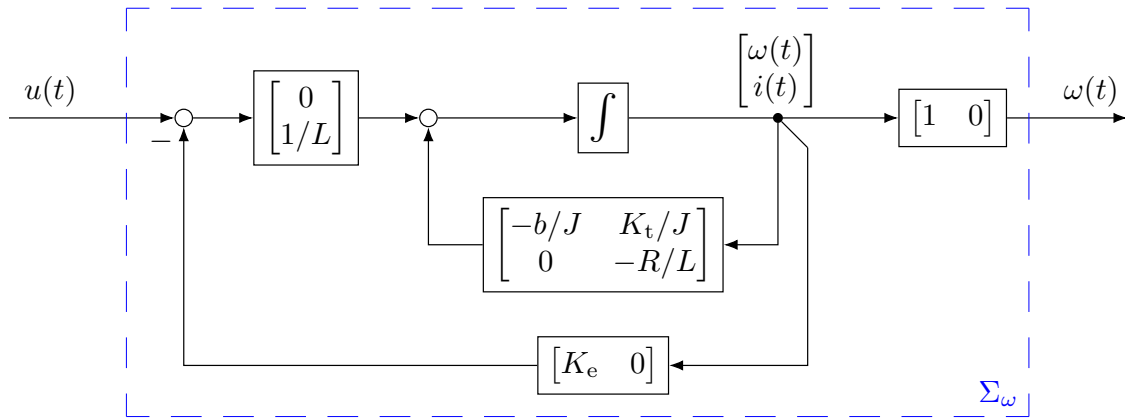 u(t)
−
[0
1/L]
∫
[ω(t)
i(t)]
[1 0]
ω(t)
[−b/J K_t/J
0 −R/L]
[K_e 0]
Σ_ω